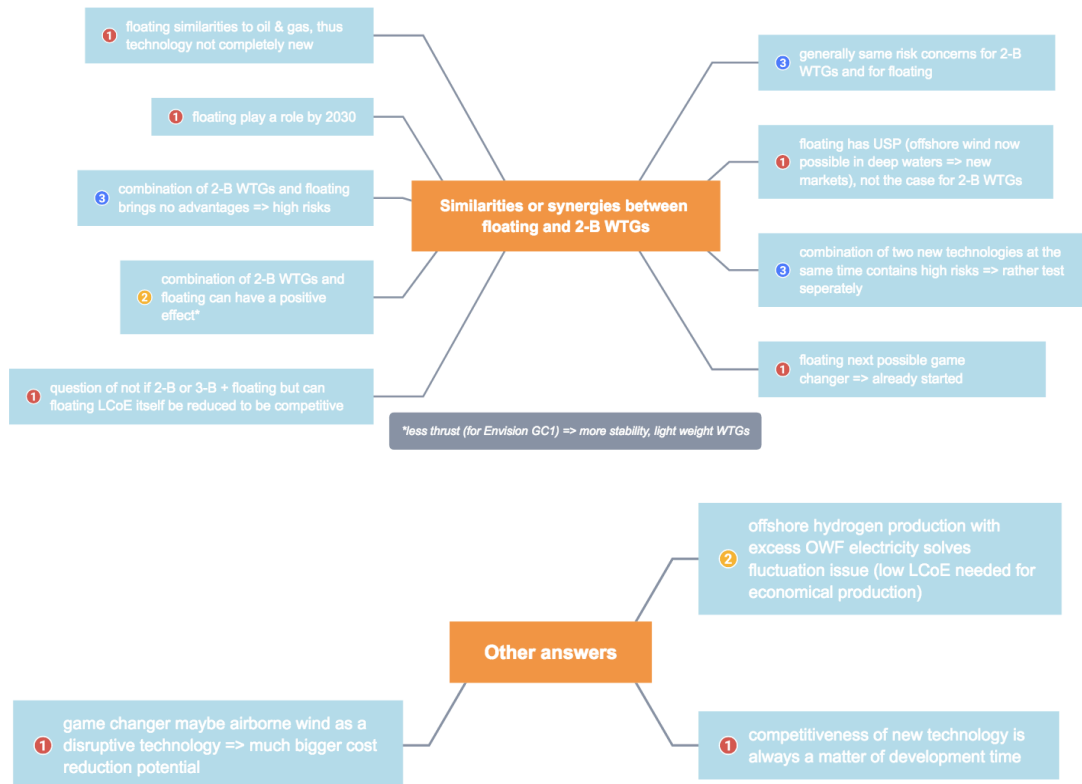 1 floating similarities to oil & gas, thus
technology not completely new
1 floating play a role by 2030
3 combination of 2-B WTGs and floating
brings no advantages => high risks
2 combination of 2-B WTGs and
floating can have a positive
effect*
1 question of not if 2-B or 3-B + floating but can
floating LCoE itself be reduced to be competitive
Similarities or synergies between
floating and 2-B WTGs
3 generally same risk concerns for 2-B
WTGs and for floating
1 floating has USP (offshore wind now
possible in deep waters => new
markets), not the case for 2-B WTGs
3 combination of two new technologies at the
same time contains high risks => rather test
seperately
1 floating next possible game
changer => already started
*less thrust (for Envision GC1) => more stability, light weight WTGs
2 offshore hydrogen production with
excess OWF electricity solves
fluctuation issue (low LCoE needed for
economical production)
Other answers
1 game changer maybe airborne wind as a
disruptive technology => much bigger cost
reduction potential
1 competitiveness of new technology is
always a matter of development time